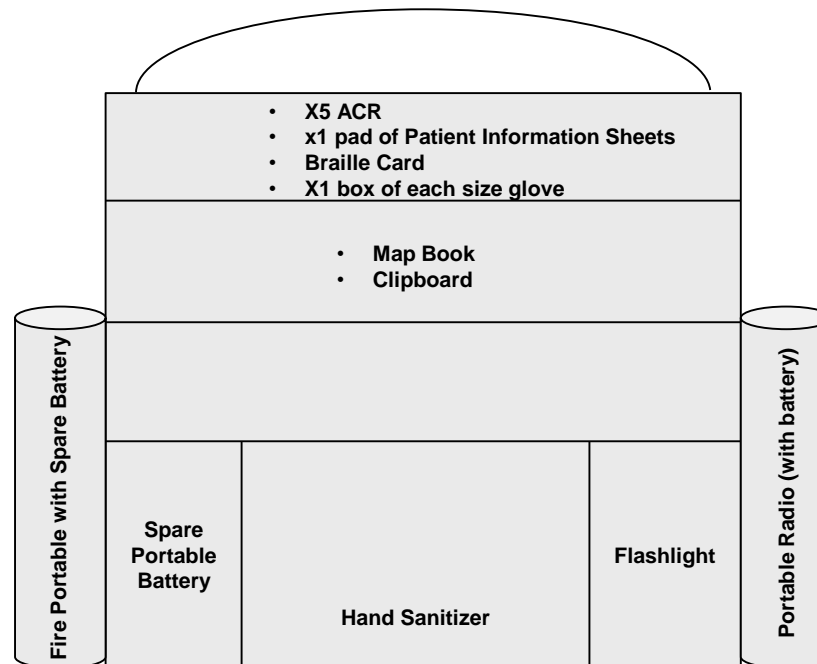 • X5 ACR
• x1 pad of Patient Information Sheets
• Braille Card
• X1 box of each size glove
• Map Book
• Clipboard
Fire Portable with Spare Battery
Spare
Portable
Battery
Hand Sanitizer
Flashlight
Portable Radio (with battery)